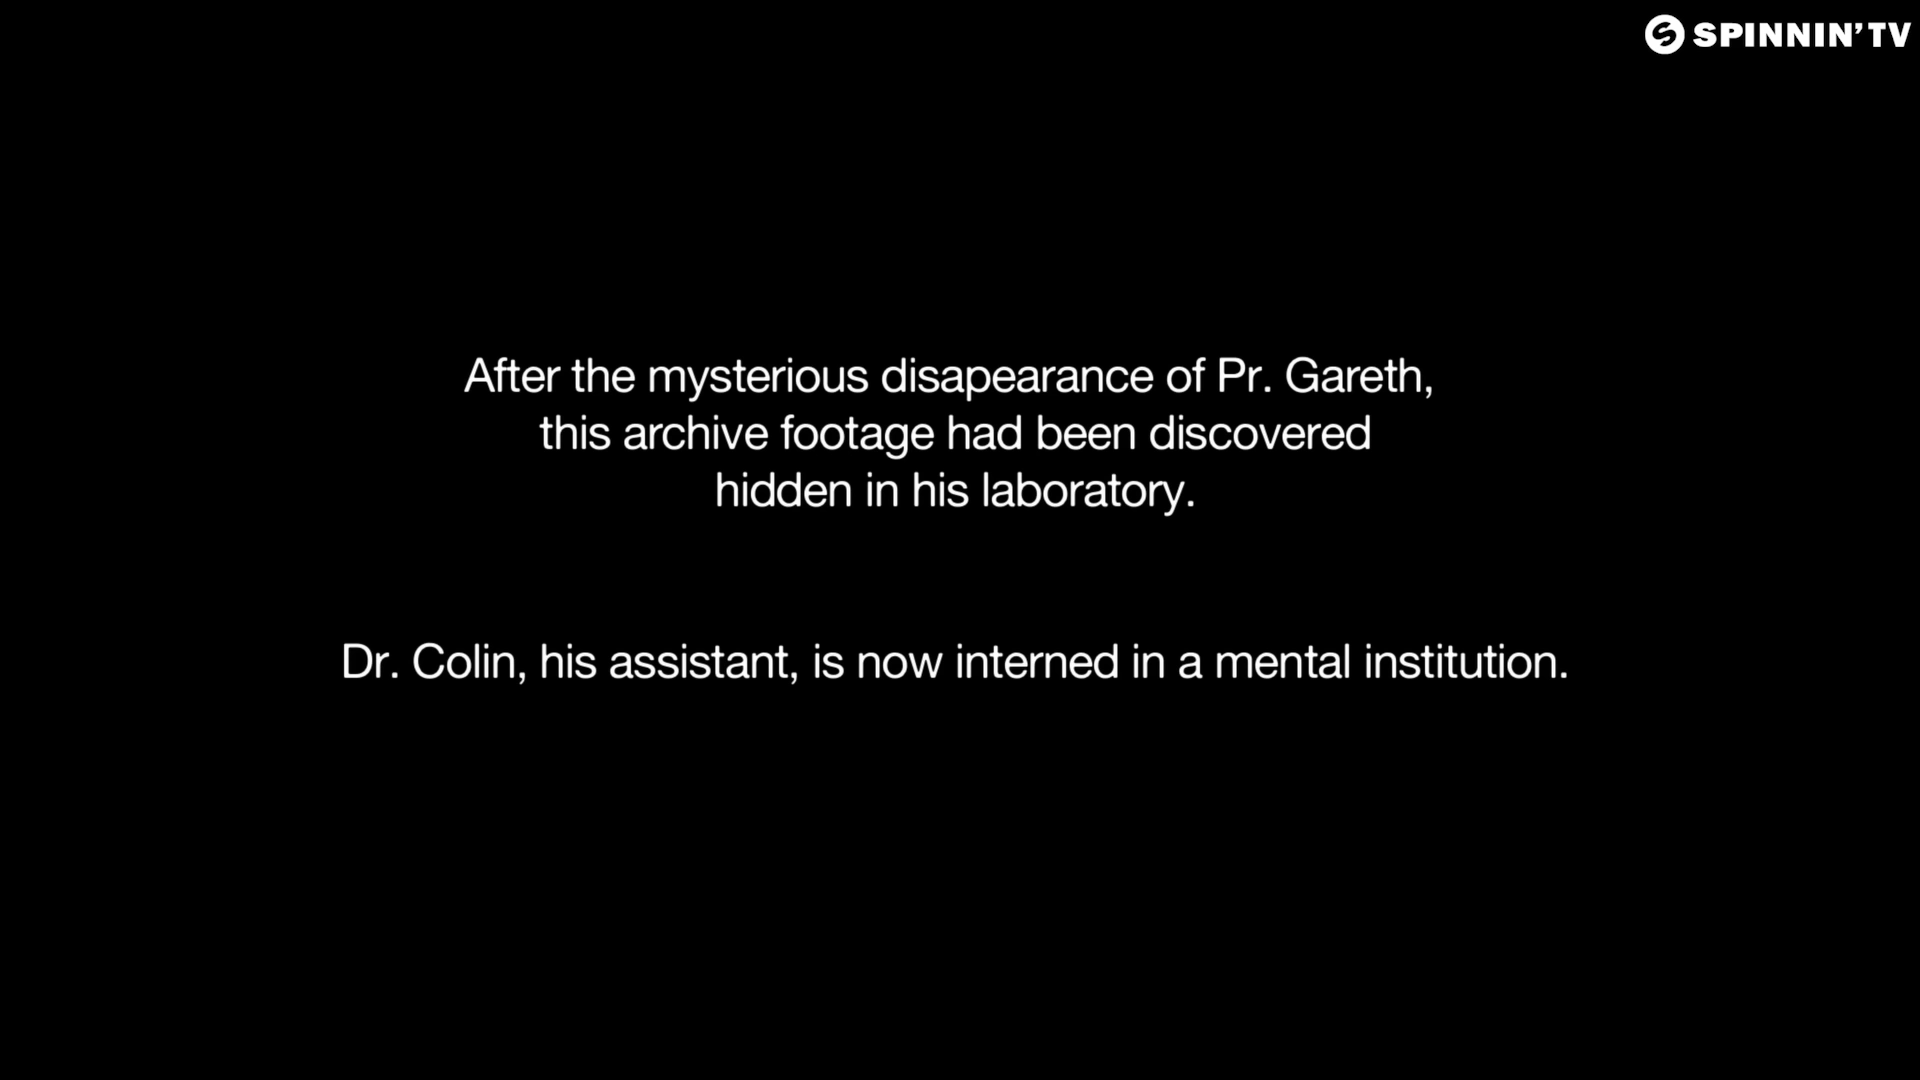 SPINNIN' TV
After the mysterious disapearance of Pr. Gareth,
this archive footage had been discovered
hidden in his laboratory.
Dr. Colin, his assistant, is now interned in a mental institution.